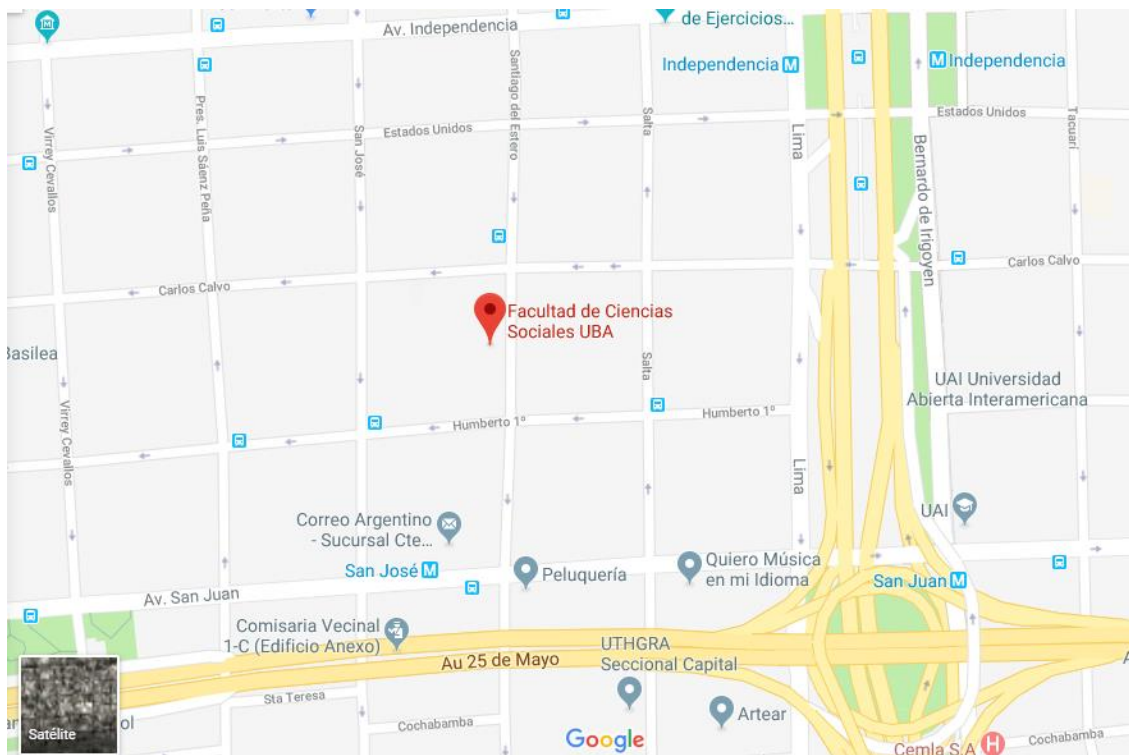 de Ejercicios...
Av. Independencia
Independencia
M
M
Independencia
Estados Unidos
Estados Unidos
Virrey Cevallos
Pres. Luis Sáenz Peña
San José
Santiago del Estero
Salta
Lima
Bernardo de Irigoyen
Tacuarí
Carlos Calvo
Carlos Calvo
Facultad de Ciencias
Sociales UBA
Basilea
Salta
UAI Universidad
Abierta Interamericana
Virrey Cevallos
Humberto 1º
Humberto 1º
Lima
Correo Argentino
- Sucursal Cte...
UAI
San José
M
Peluquería
Quiero Música
en mi Idioma
San Juan
M
Av. San Juan
Comisaria Vecinal
1-C (Edificio Anexo)
Au 25 de Mayo
UTHGRA
Seccional Capital
Sta Teresa
Artear
Cochabamba
Google
Cemla S.A
H
Cochabamba
Satélite
ol